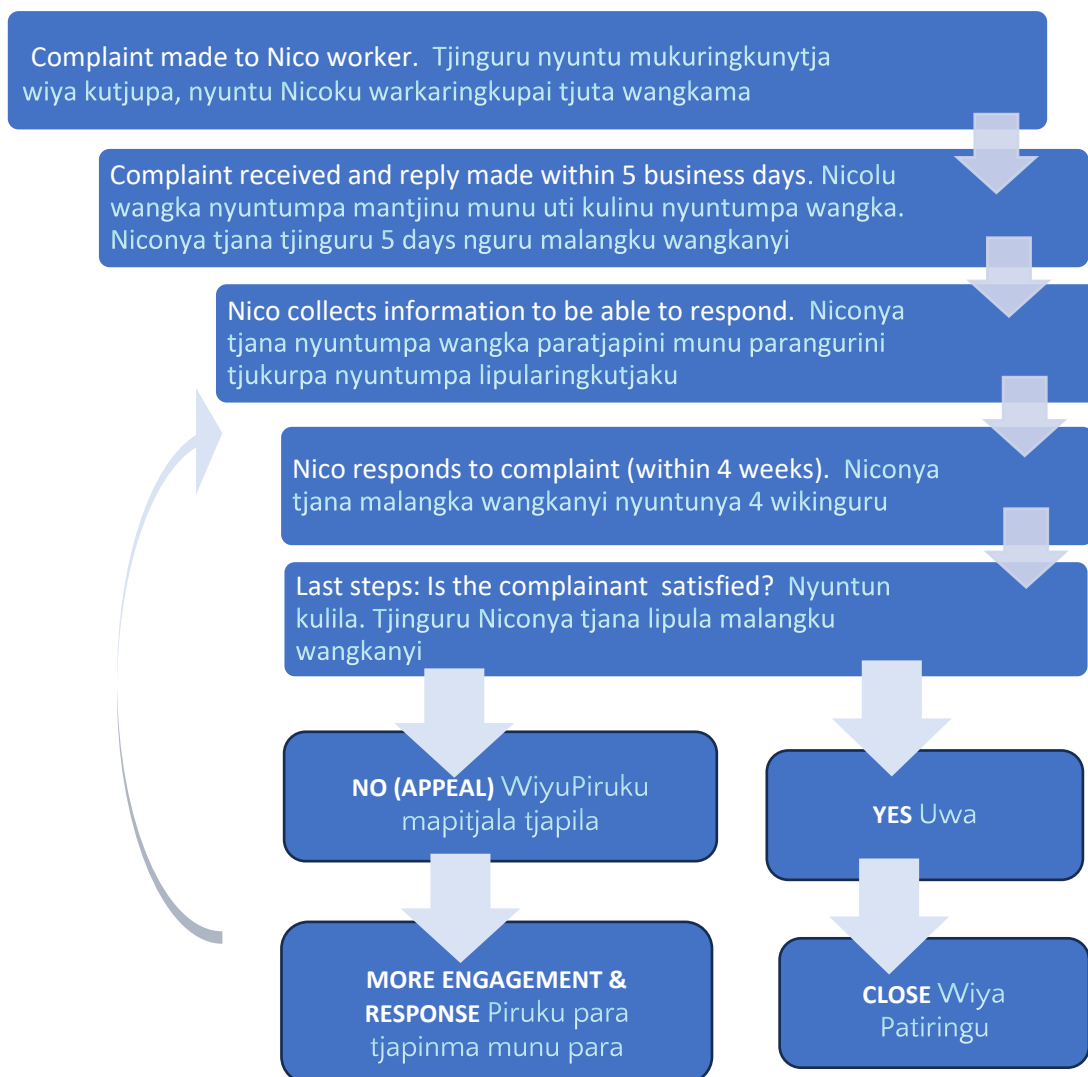 Complaint made to Nico worker. Tjinguru nyuntu mukuringkunytja
wiya kutjupa, nyuntu Nicoku warkaringkupai tjuta wangkama
Complaint received and reply made within 5 business days. Nicolu
wangka nyuntumpa mantjinu munu uti kulinu nyuntumpa wangka.
Niconya tjana tjinguru 5 days nguru malangku wangkanyi
Nico collects information to be able to respond. Niconya
tjana nyuntumpa wangka paratjapini munu parangurini
tjukurpa nyuntumpa lipularingkutjaku
Nico responds to complaint (within 4 weeks). Niconya
tjana malangka wangkanyi nyuntunya 4 wikinguru
Last steps: Is the complainant satisfied? Nyuntun
kulila. Tjinguru Niconya tjana lipula malangku
wangkanyi
NO (APPEAL) WiyuPiruku
mapitjala tjapila
YES Uwa
MORE ENGAGEMENT &
RESPONSE Piruku para
tjapinma munu para
CLOSE Wiya
Patiringu